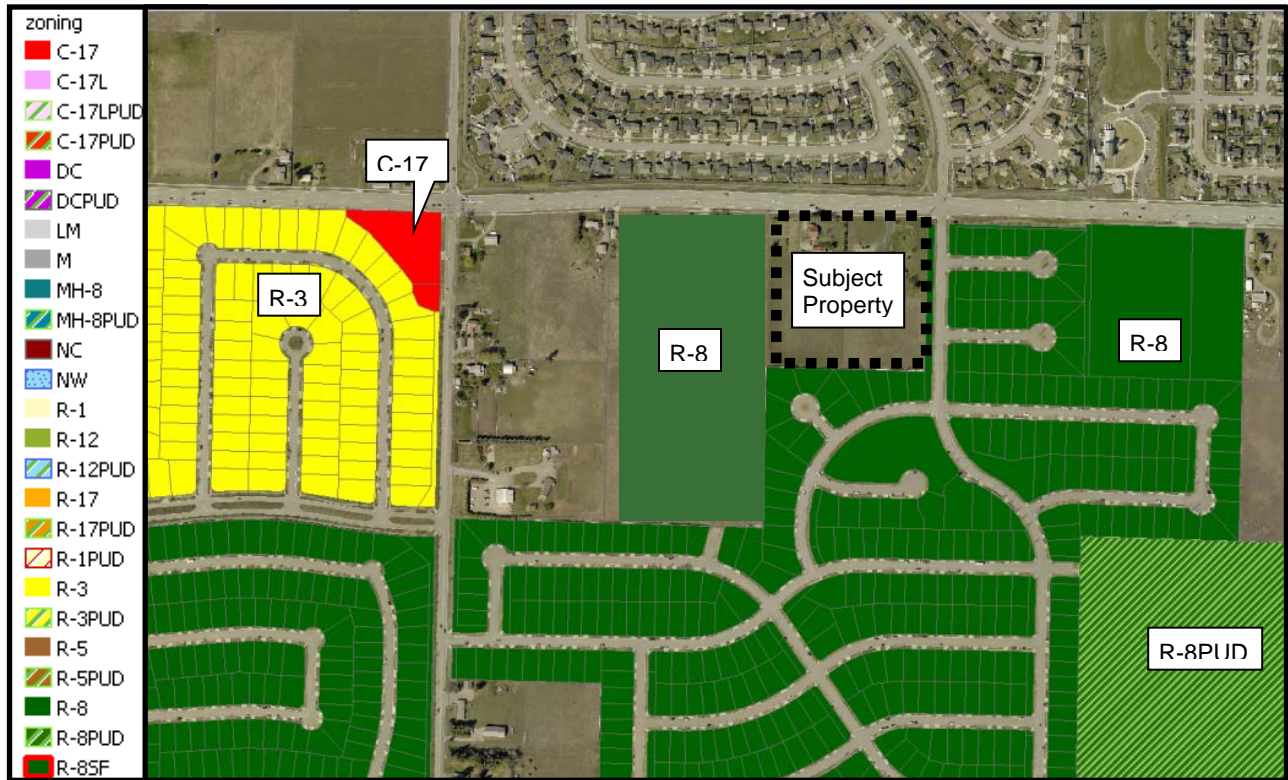 zoning
C-17
C-17L
C-17LPUD
C-17PUD
DC
DCPUD
LM
M
MH-8
MH-8PUD
NC
NW
R-1
R-12
R-12PUD
R-17
R-17PUD
R-1PUD
R-3
R-3PUD
R-5
R-5PUD
R-8
R-8PUD
R-8SF
C-17
R-3
R-8
Subject
Property
R-8
R-8PUD